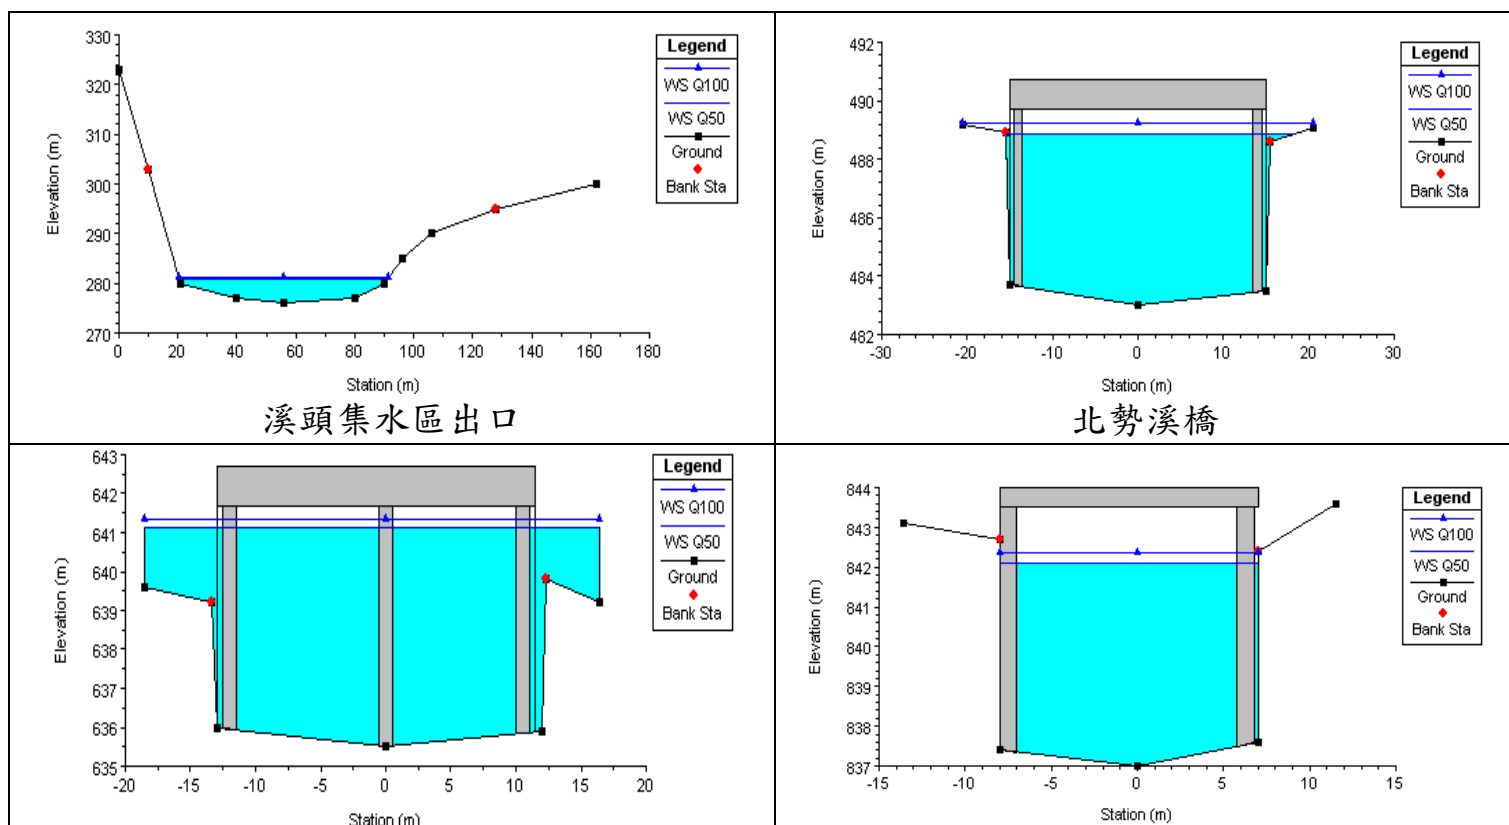 330
320
310
300
290
280
270
Elevation (m)
0 20 40 60 80 100 120 140 160 180
Station (m)
Legend
WS Q100
WS Q50
Ground
Bank Sta
溪頭集水區出口
492
490
488
486
484
482
Elevation (m)
-30 -20 -10 0 10 20 30
Station (m)
Legend
WS Q100
WS Q50
Ground
Bank Sta
北勢溪橋
643
642
641
640
639
638
637
636
635
Elevation (m)
-20 -15 -10 -5 0 5 10 15 20
Station (m)
Legend
WS Q100
WS Q50
Ground
Bank Sta
844
843
842
841
840
839
838
837
Elevation (m)
-15 -10 -5 0 5 10 15
Station (m)
Legend
WS Q100
WS Q50
Ground
Bank Sta